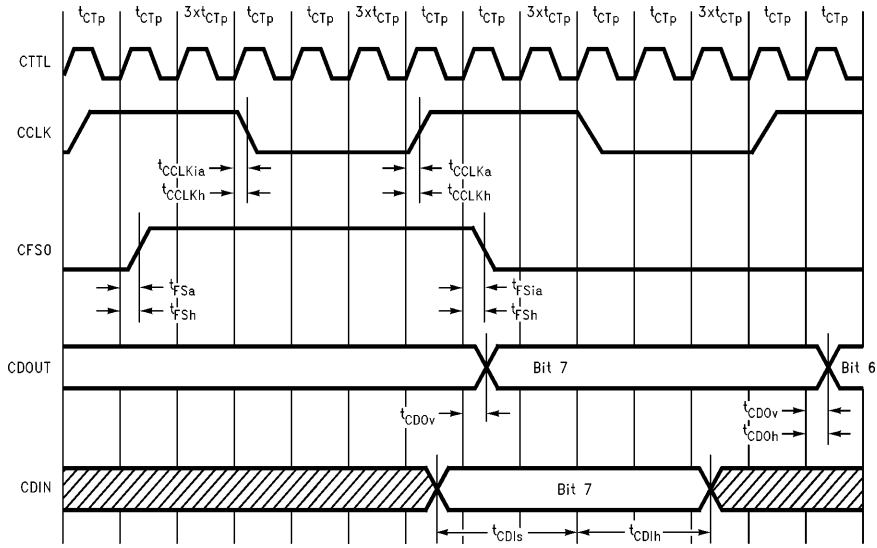 tCTp tCTp 3xtCTp tCTp tCTp 3xtCTp tCTp tCTp 3xtCTp tCTp tCTp 3xtCTp tCTp tCTp
CTTL
CCLK
tCCLKia tCCLKa
tCCLKh tCCLKh
CFS0
tFSa tFSia
tFSh tFSh
CDOUT Bit 7 Bit 6
tCDOv tCDOv
tCDOh
CDIN Bit 7
tCDIs tCDIh